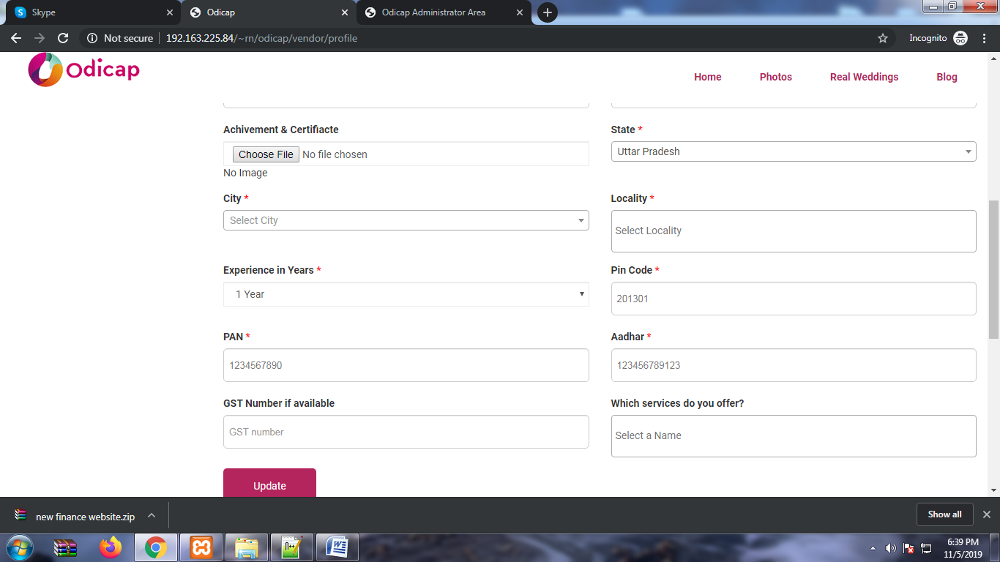 Skype
Odicap
Odicap Administrator Area
Not secure
192.163.225.84/~rn/odicap/vendor/profile
Incognito
Odicap
Home
Photos
Real Weddings
Blog
Achivement & Certifiacte
Choose File No file chosen
No Image
State *
Uttar Pradesh
City *
Select City
Locality *
Select Locality
Experience in Years *
1 Year
Pin Code *
201301
PAN *
1234567890
Aadhar *
123456789123
GST Number if available
GST number
Which services do you offer?
Select a Name
Update
new finance website.zip
Show all
6:39 PM
11/5/2019